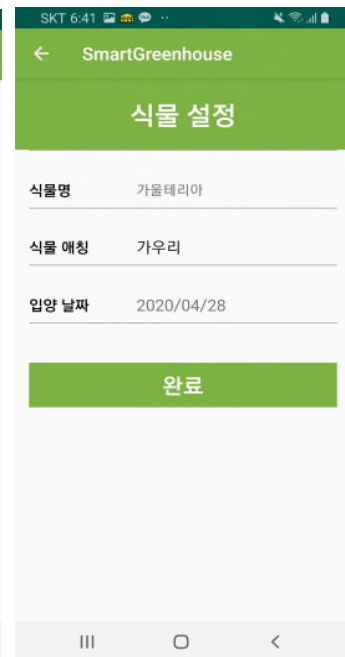 SKT 6:41
SmartGreenhouse
식물 설정
식물명 가울테리아
식물 애칭 가우리
입양 날짜 2020/04/28
완료